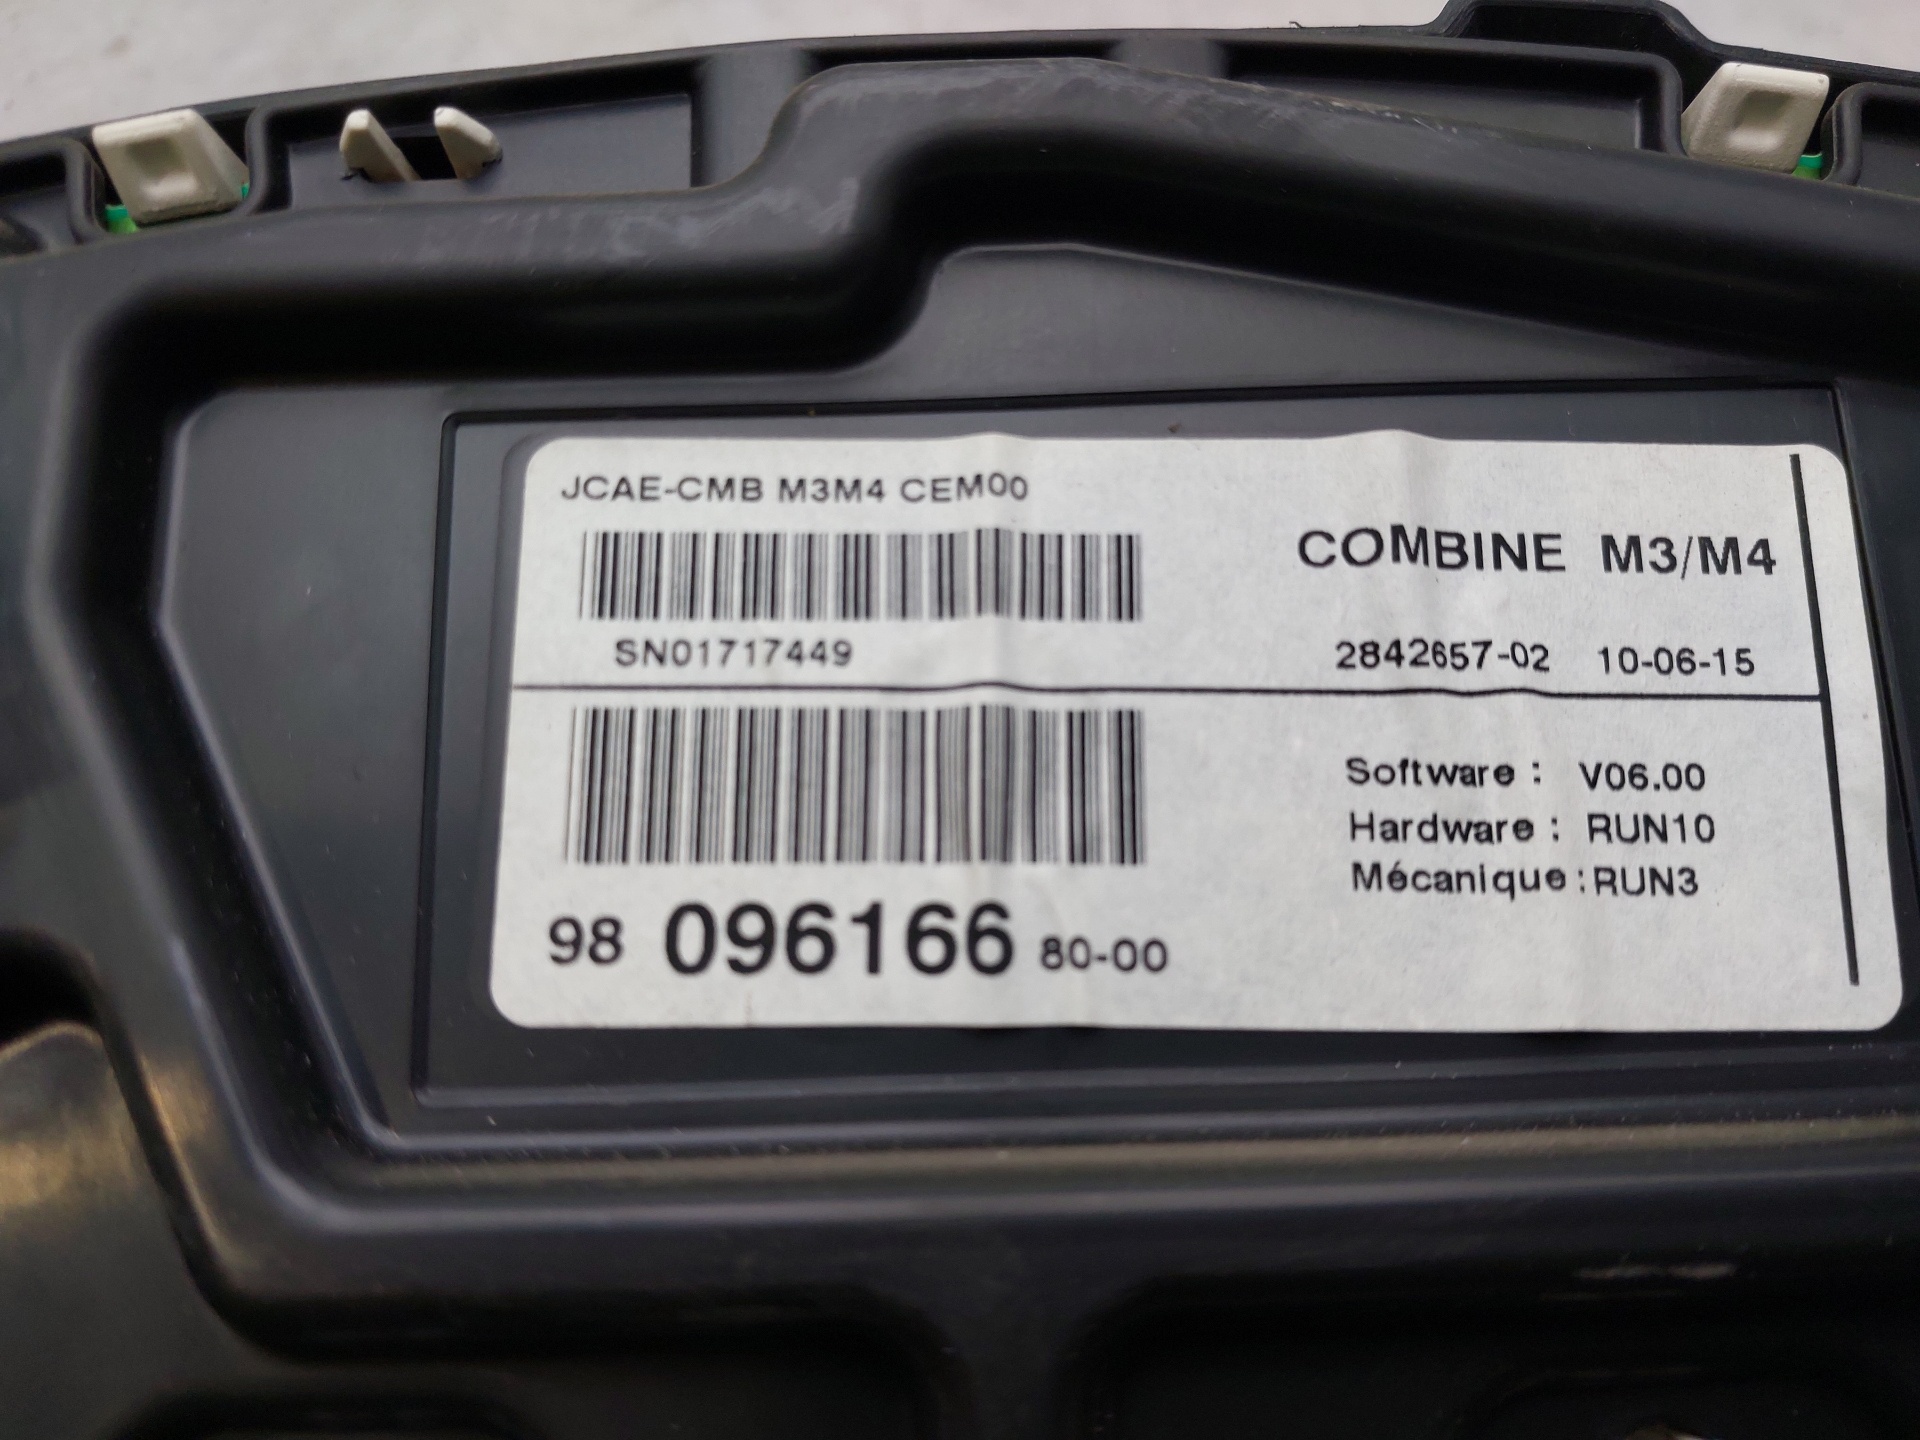 JCAE-CMB M3M4 CEM00
COMBINE M3/M4
SN01717449
2842657-02 10-06-15
Software : V06.00
Hardware : RUN10
Mécanique :RUN3
98 096166 80-00